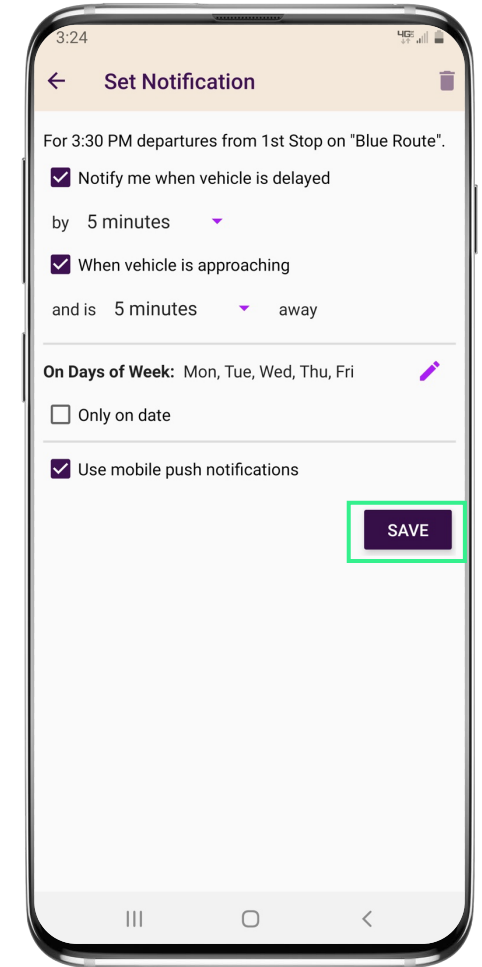 3:24
4GE
Set Notification
For 3:30 PM departures from 1st Stop on "Blue Route".
Notify me when vehicle is delayed
by 5 minutes
When vehicle is approaching
and is 5 minutes away
On Days of Week: Mon, Tue, Wed, Thu, Fri
Only on date
Use mobile push notifications
SAVE